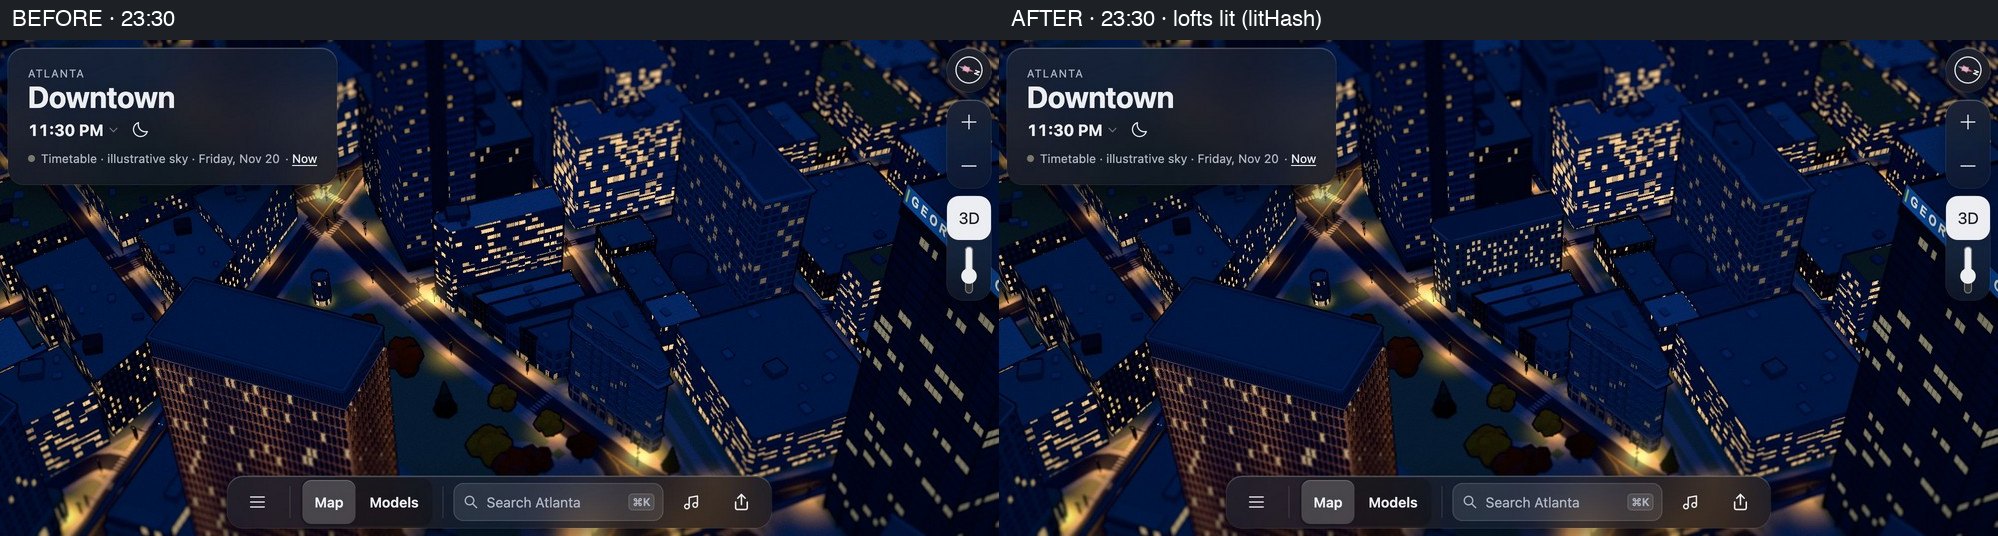 BEFORE · 23:30
ATLANTA
Downtown
11:30 PM
Timetable · illustrative sky · Friday, Nov 20 · Now
N
3D
GEOR
Map Models Search Atlanta ⌘K
AFTER · 23:30 · lofts lit (litHash)
ATLANTA
Downtown
11:30 PM
Timetable · illustrative sky · Friday, Nov 20 · Now
N
3D
GEOR
Map Models Search Atlanta ⌘K